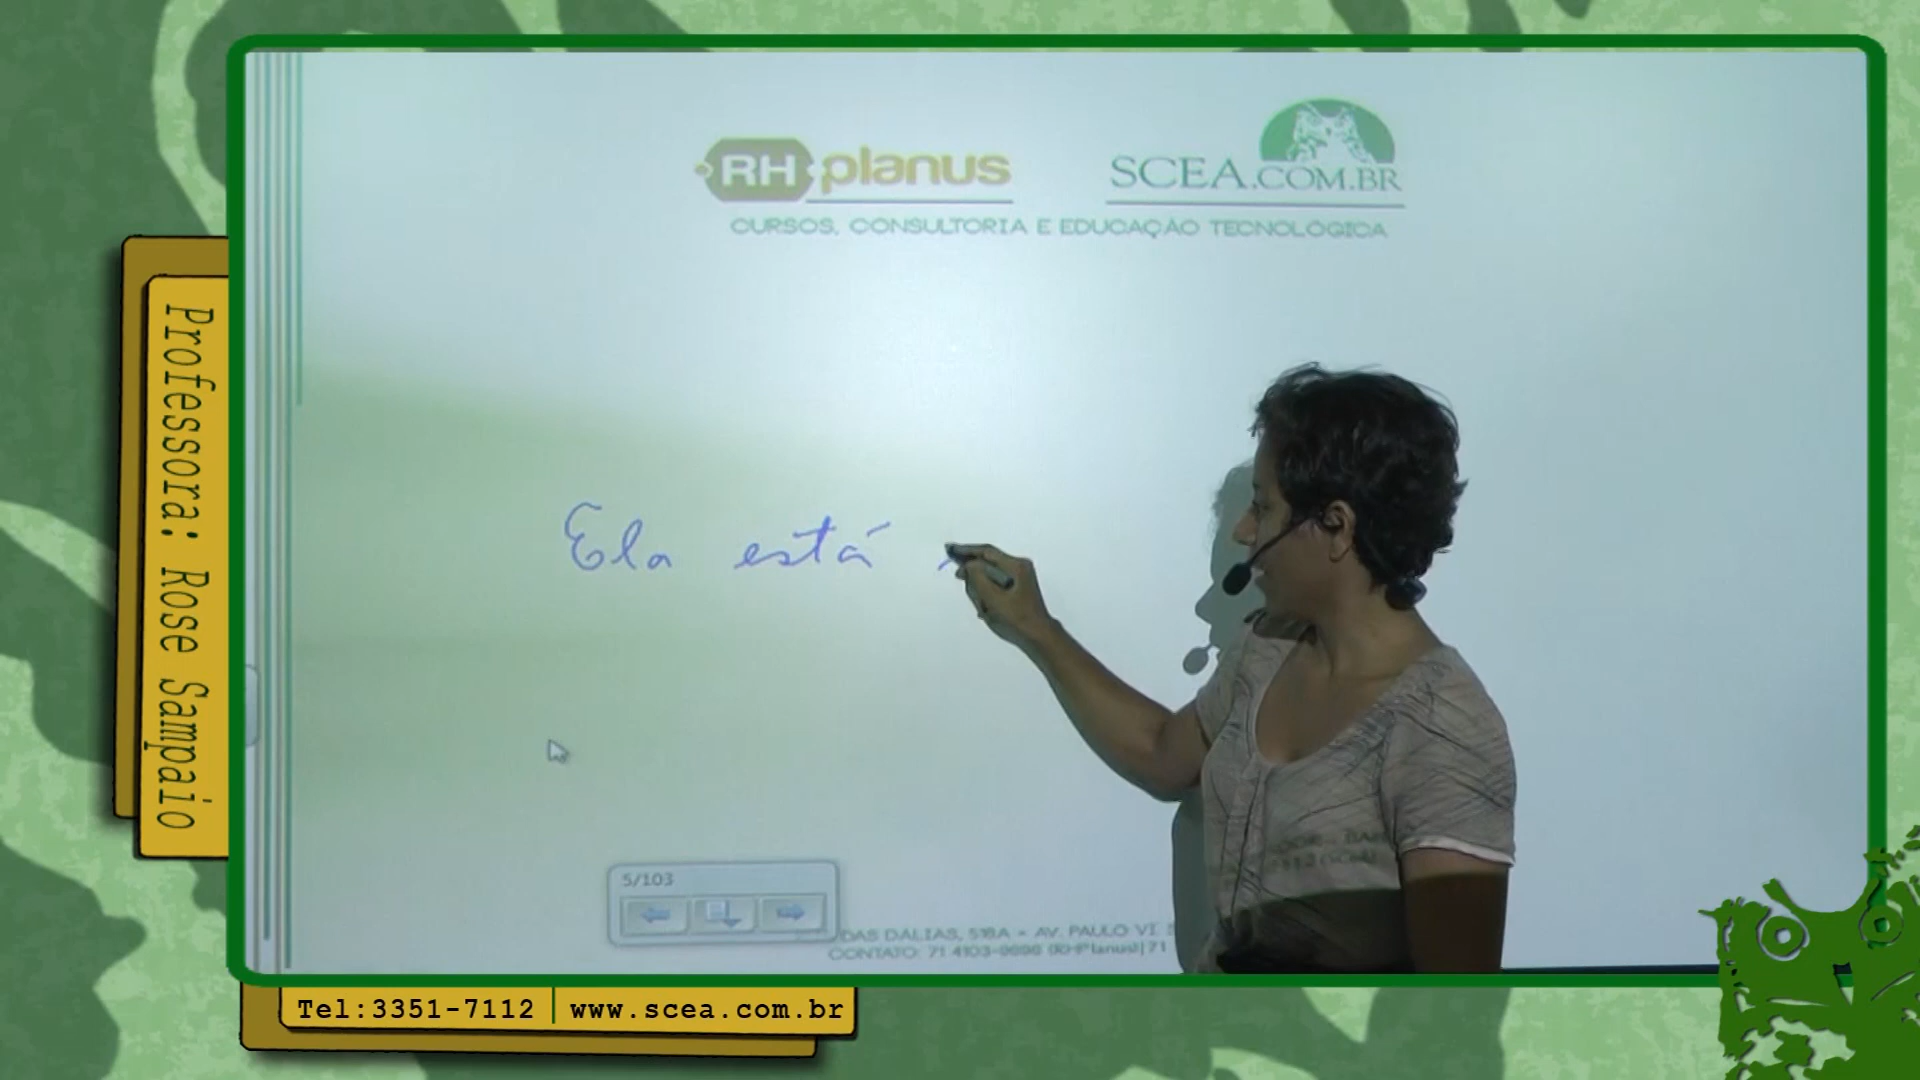 RH planus
SCEA.COM.BR
CURSOS, CONSULTORIA E EDUCAÇÃO TECNOLÓGICA
Professora: Rose Sampaio
Ela está
5/103
DAS DALIAS, 518A - AV. PAULO VI.
CONTATO: 71 4103-9696 (RHPlanus) 71
Tel:3351-7112 www.scea.com.br